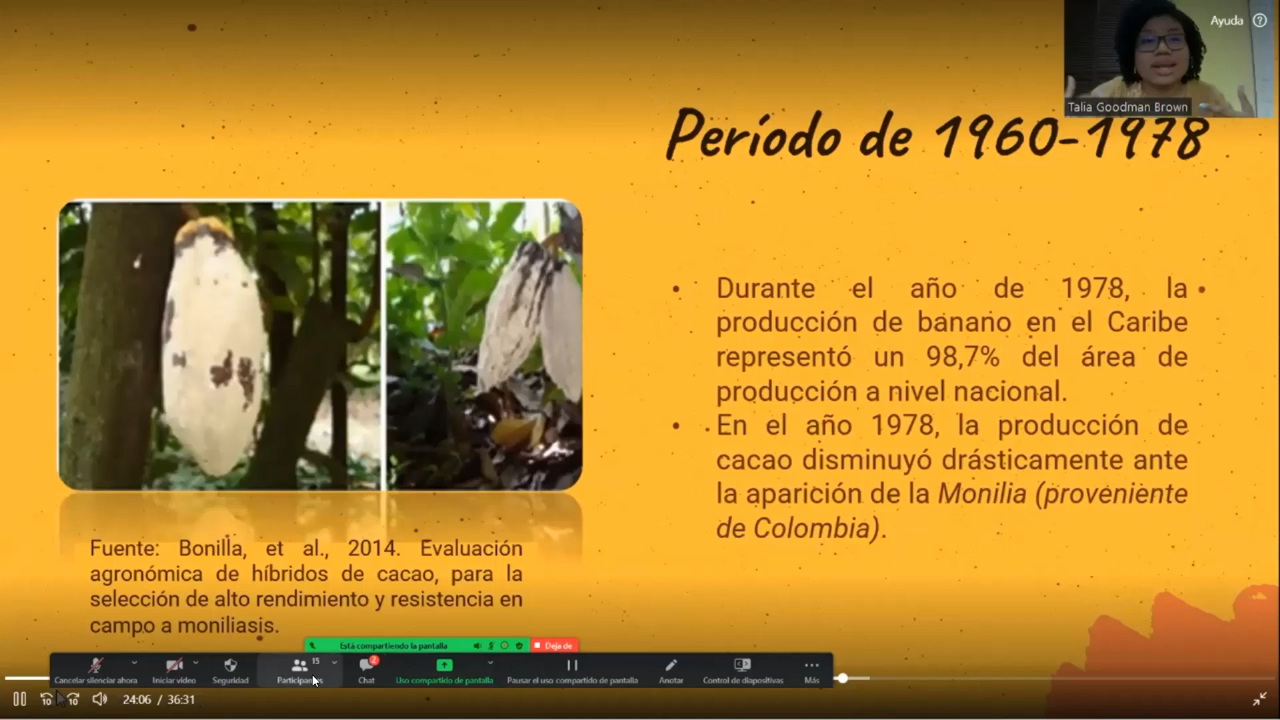 Ayuda
Talia Goodman Brown
Período de 1960-1978
• Durante el año de 1978, la
producción de banano en el Caribe
representó un 98,7% del área de
producción a nivel nacional.
• En el año 1978, la producción de
cacao disminuyó drásticamente ante
la aparición de la Monilia (proveniente
de Colombia).
Fuente: Bonilla, et al., 2014. Evaluación
agronómica de híbridos de cacao, para la
selección de alto rendimiento y resistencia en
campo a moniliasis.
Está compartiendo la pantalla
Deja de
15
2
Cancelar silenciar ahora
Iniciar video
Seguridad
Participantes
Chat
Uso compartido de pantalla
Pausar el uso compartido de pantalla
Anotar
Control de diapositivas
Más
10
10
24:06 / 36:31